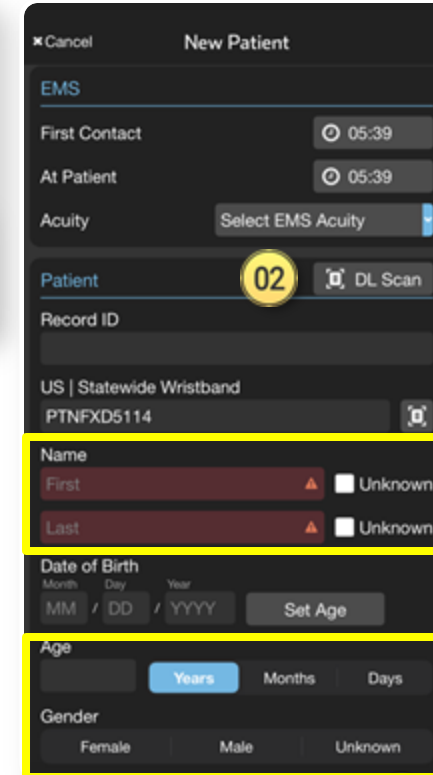 ×Cancel New Patient
EMS
First Contact 05:39
At Patient 05:39
Acuity Select EMS Acuity
Patient 02 DL Scan
Record ID
US | Statewide Wristband
PTNFXD5114
Name
First Unknown
Last Unknown
Date of Birth
Month Day Year
MM / DD / YYYY Set Age
Age
Years Months Days
Gender
Female Male Unknown